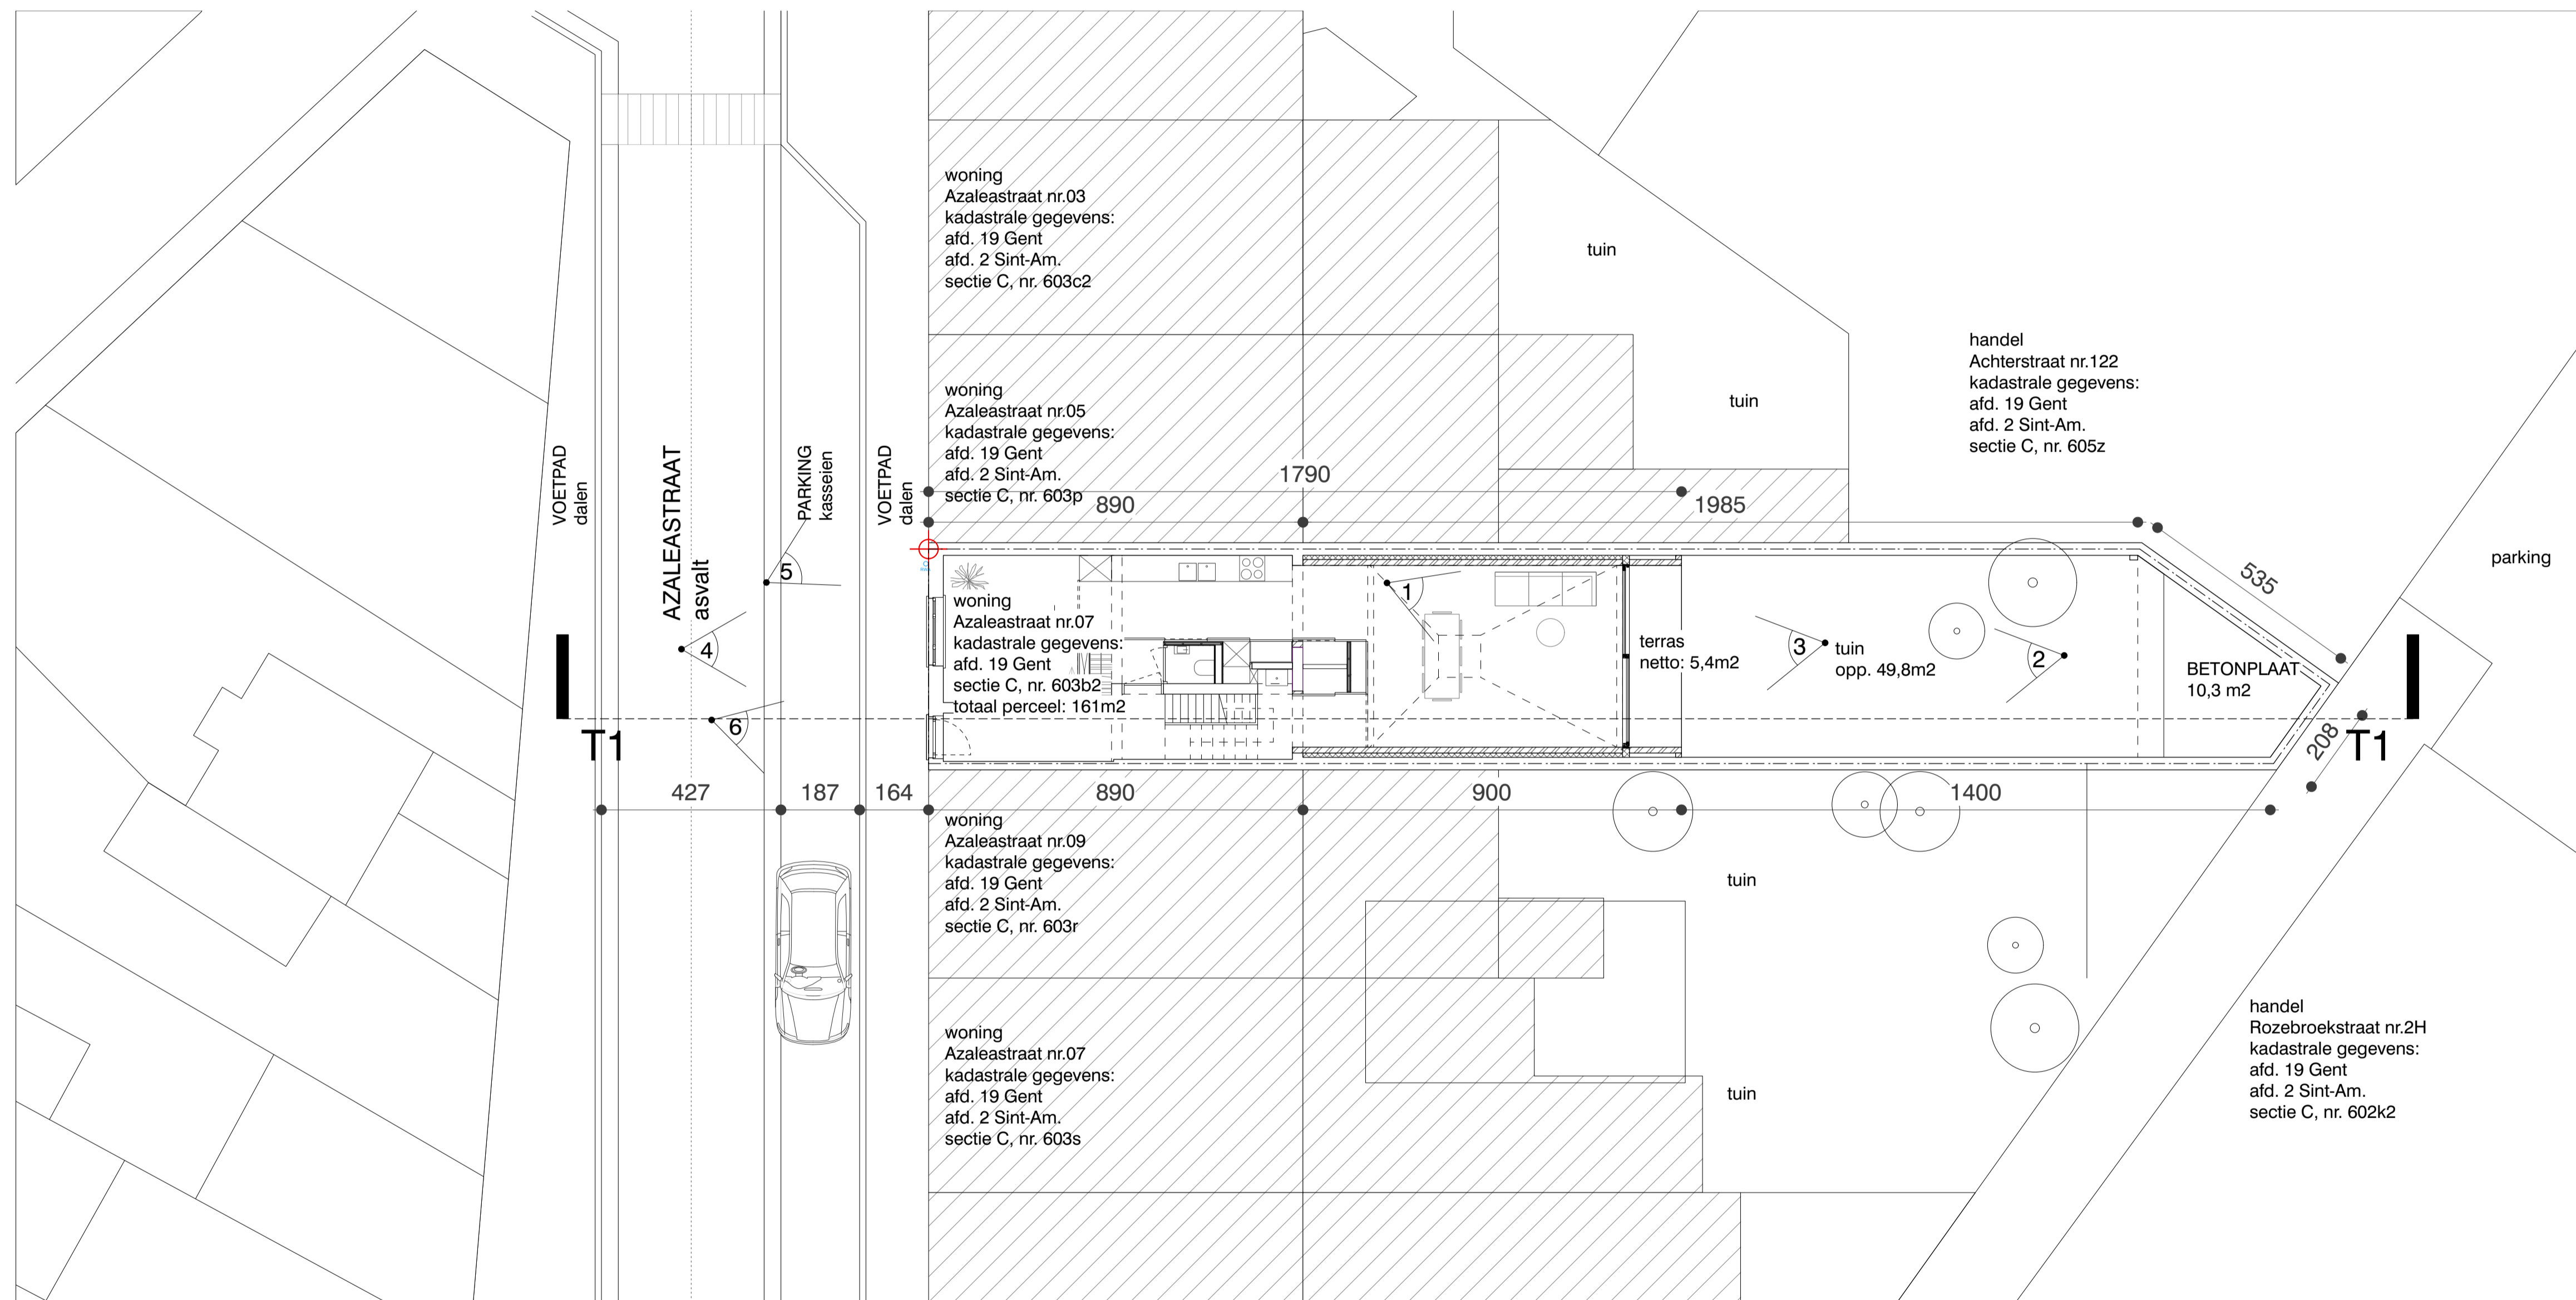 woning
Azaleastraat nr.03
kadastrale gegevens:
afd. 19 Gent
afd. 2 Sint-Am.
sectie C, nr. 603c2
tuin
handel
Achterstraat nr.122
kadastrale gegevens:
afd. 19 Gent
afd. 2 Sint-Am.
sectie C, nr. 605z
woning
Azaleastraat nr.05
kadastrale gegevens:
afd. 19 Gent
afd. 2 Sint-Am.
sectie C, nr. 603p
tuin
VOETPAD
dalen
AZALEASTRAAT
asvalt
PARKING
kasseien
VOETPAD
dalen
1790
890
1985
535
parking
5
4
6
1
3
2
woning
Azaleastraat nr.07
kadastrale gegevens:
afd. 19 Gent
sectie C, nr. 603b2
totaal perceel: 161m2
terras
netto: 5,4m2
tuin
opp. 49,8m2
BETONPLAAT
10,3 m2
T1
T1
208
427
187
164
890
900
1400
woning
Azaleastraat nr.09
kadastrale gegevens:
afd. 19 Gent
afd. 2 Sint-Am.
sectie C, nr. 603r
tuin
woning
Azaleastraat nr.07
kadastrale gegevens:
afd. 19 Gent
afd. 2 Sint-Am.
sectie C, nr. 603s
tuin
handel
Rozebroekstraat nr.2H
kadastrale gegevens:
afd. 19 Gent
afd. 2 Sint-Am.
sectie C, nr. 602k2